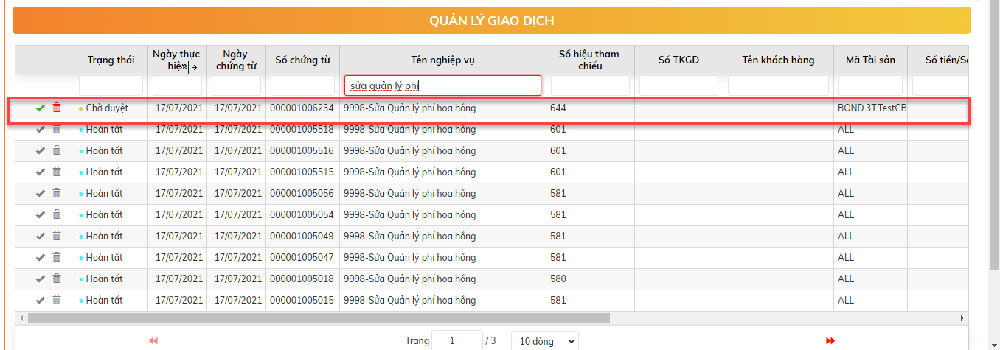 QUẢN LÝ GIAO DỊCH
Trạng thái Ngày thực hiện Ngày chứng từ Số chứng từ Tên nghiệp vụ Số hiệu tham chiếu Số TKGD Tên khách hàng Mã Tài sản Số tiền/Số
sửa quản lý phí
Chờ duyệt 17/07/2021 17/07/2021 000001006234 9998-Sửa Quản lý phí hoa hồng 644 BOND.3T.TestCB
Hoàn tất 17/07/2021 17/07/2021 000001005518 9998-Sửa Quản lý phí hoa hồng 601 ALL
Hoàn tất 17/07/2021 17/07/2021 000001005516 9998-Sửa Quản lý phí hoa hồng 601 ALL
Hoàn tất 17/07/2021 17/07/2021 000001005515 9998-Sửa Quản lý phí hoa hồng 601 ALL
Hoàn tất 17/07/2021 17/07/2021 000001005056 9998-Sửa Quản lý phí hoa hồng 581 ALL
Hoàn tất 17/07/2021 17/07/2021 000001005054 9998-Sửa Quản lý phí hoa hồng 581 ALL
Hoàn tất 17/07/2021 17/07/2021 000001005049 9998-Sửa Quản lý phí hoa hồng 581 ALL
Hoàn tất 17/07/2021 17/07/2021 000001005047 9998-Sửa Quản lý phí hoa hồng 581 ALL
Hoàn tất 17/07/2021 17/07/2021 000001005018 9998-Sửa Quản lý phí hoa hồng 580 ALL
Hoàn tất 17/07/2021 17/07/2021 000001005015 9998-Sửa Quản lý phí hoa hồng 581 ALL
Trang 1 / 3 10 dòng